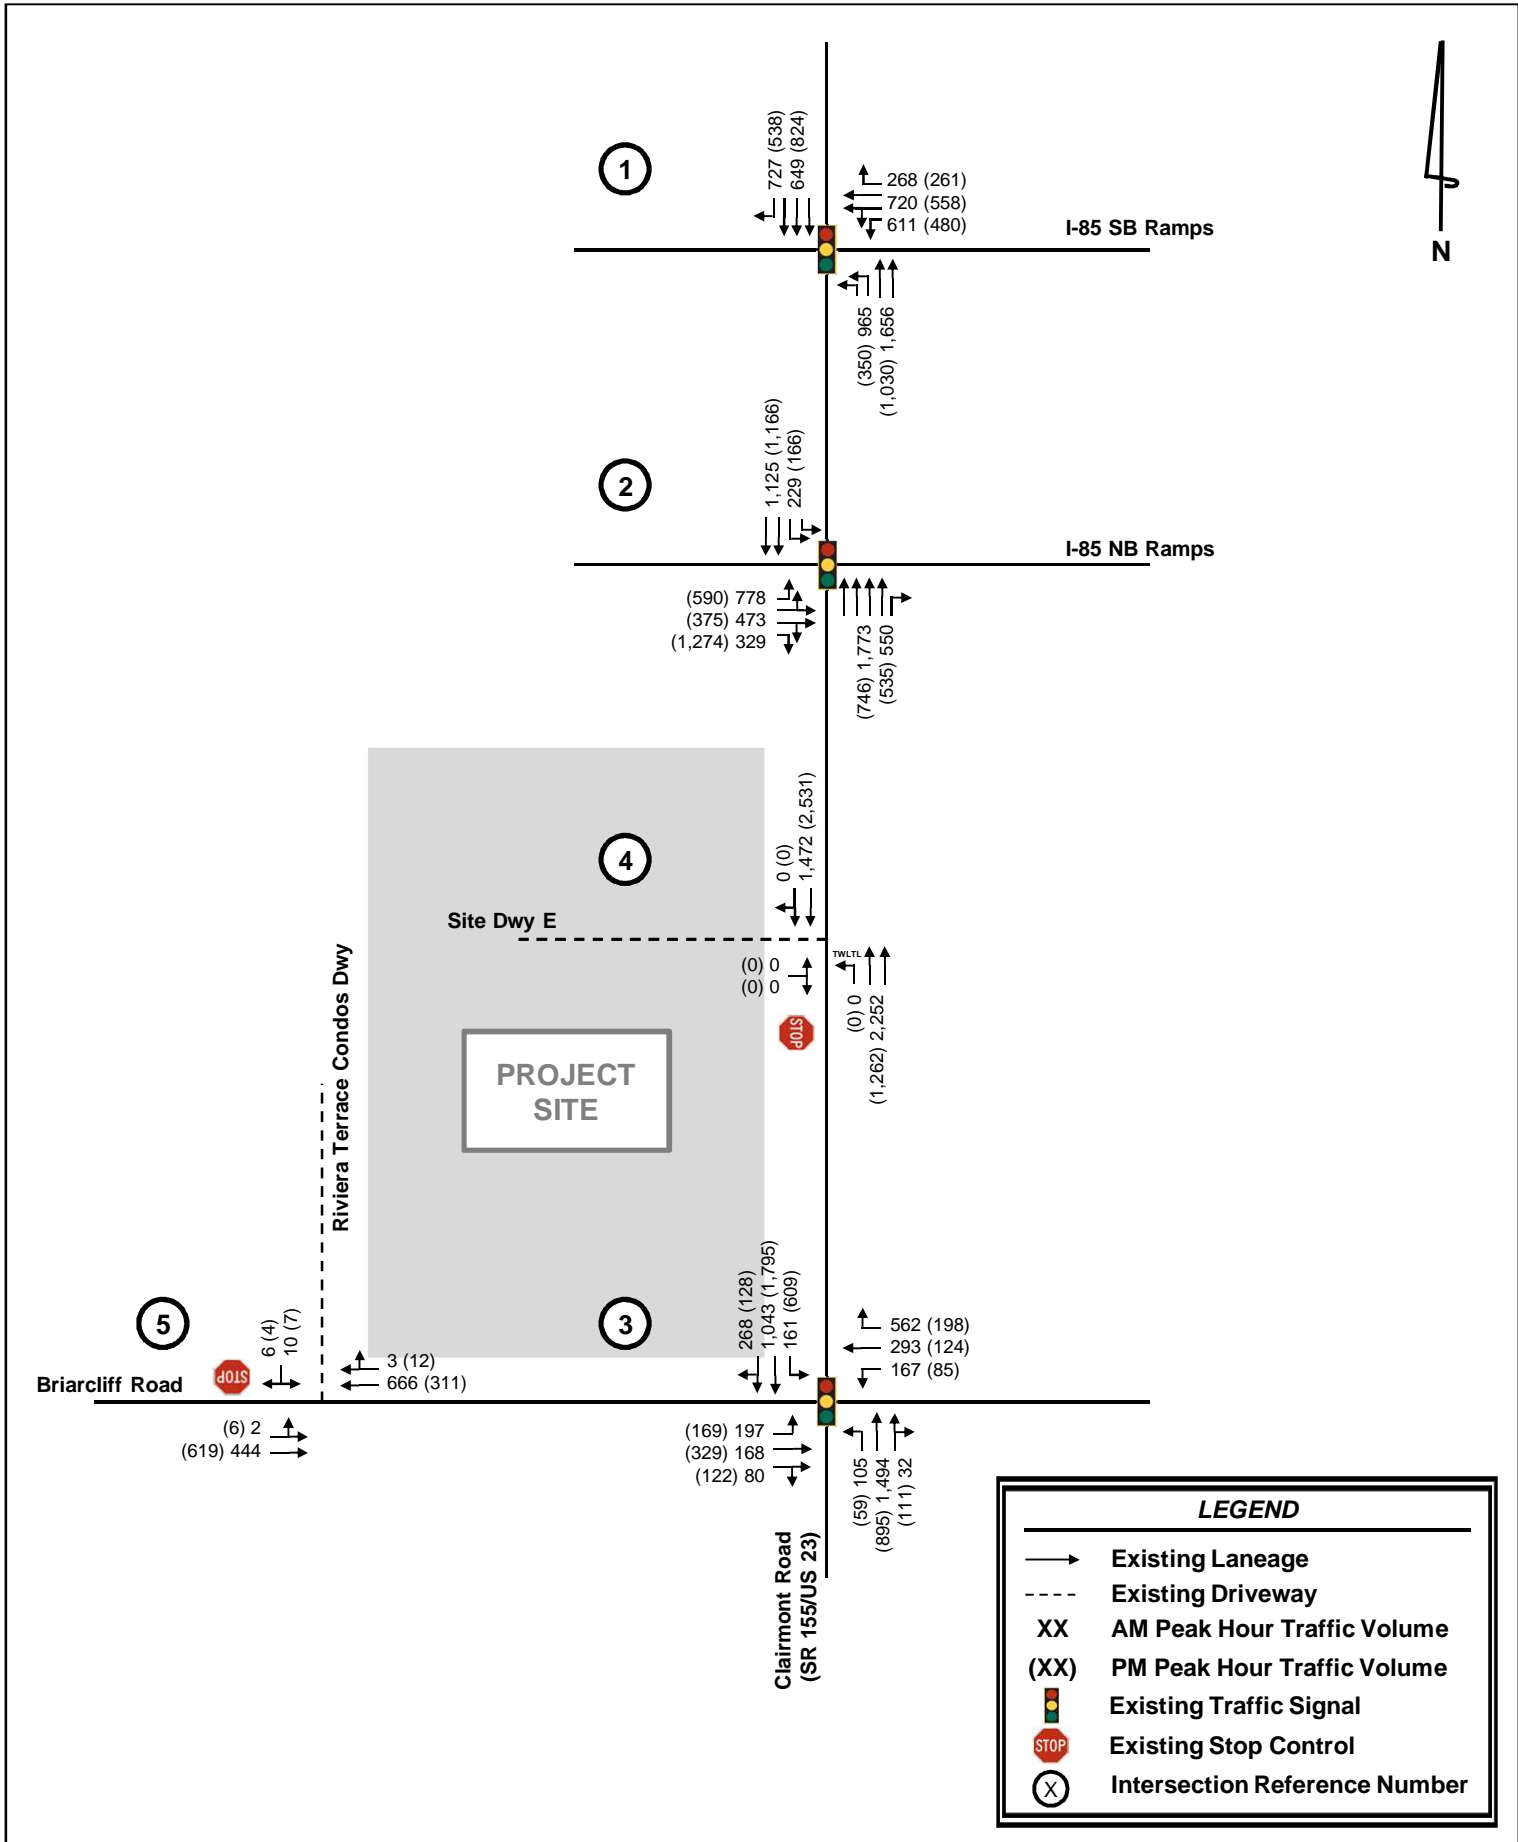 1
727 (538)
649 (824)
268 (261)
720 (558)
611 (480)
I-85 SB Ramps
N
(350) 965
(1,030) 1,656
2
1,125 (1,166)
229 (166)
I-85 NB Ramps
(590) 778
(375) 473
(1,274) 329
(746) 1,773
(535) 550
4
0 (0)
1,472 (2,531)
Site Dwy E
TWLTL
(0) 0
(0) 0
(0) 0
(1,262) 2,252
STOP
Riviera Terrace Condos Dwy
PROJECT
SITE
5
6 (4)
10 (7)
STOP
3 (12)
666 (311)
Briarcliff Road
(6) 2
(619) 444
3
268 (128)
1,043 (1,795)
161 (609)
562 (198)
293 (124)
167 (85)
(169) 197
(329) 168
(122) 80
(59) 105
(895) 1,494
(111) 32
Clairmont Road
(SR 155/US 23)
LEGEND
Existing Laneage
Existing Driveway
XX AM Peak Hour Traffic Volume
(XX) PM Peak Hour Traffic Volume
Existing Traffic Signal
STOP Existing Stop Control
X Intersection Reference Number